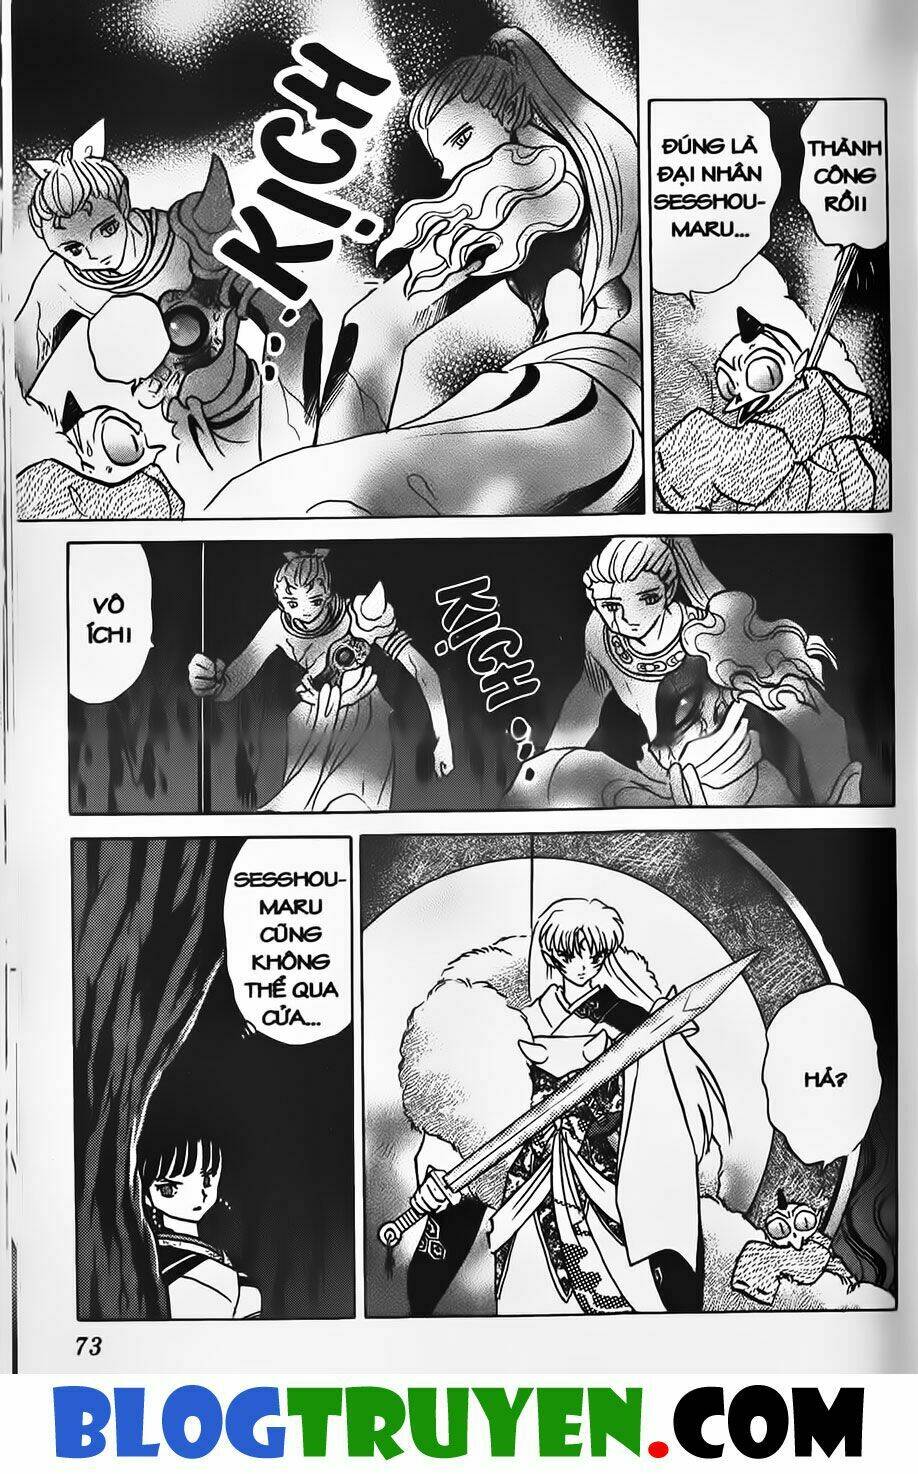 THÀNH
CÔNG
RỒI!
ĐÚNG LÀ
ĐẠI NHÂN
SESSHOU-
MARU...
KỊCH
KỊCH
KỊCH
VÔ
ÍCH!
HẢ?
SESSHOU-
MARU
CŨNG
KHÔNG
THỂ QUA
CỬA...
73
BLOGTRUYEN.COM